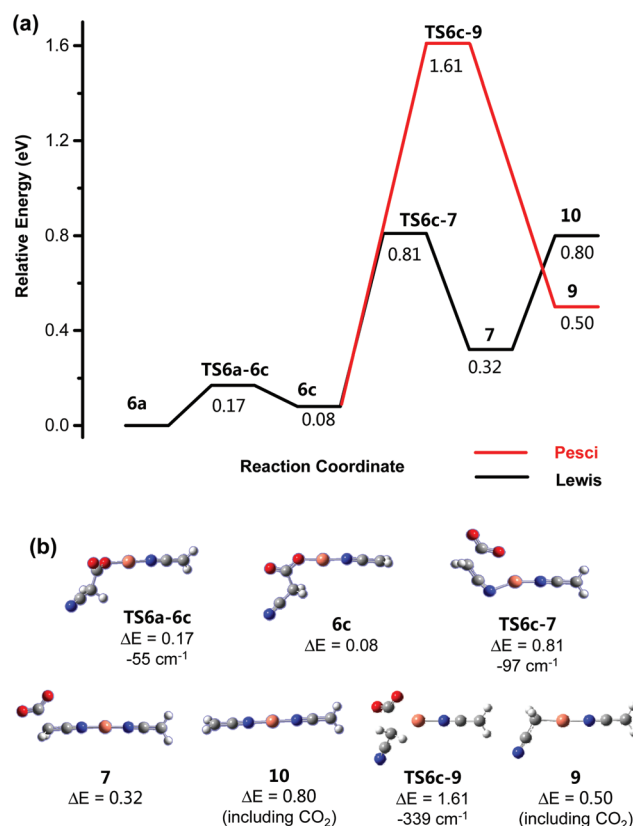 (a)
TS6c-9
1.6
1.61
1.2
Relative Energy (eV)
TS6c-7
10
0.8
0.81
0.80
9
7
0.50
0.4
TS6a-6c
0.32
6a
6c
0.17
0.08
0.0
Reaction Coordinate
Pesci
Lewis
(b)
TS6a-6c
ΔE = 0.17
-55 cm⁻¹
6c
ΔE = 0.08
TS6c-7
ΔE = 0.81
-97 cm⁻¹
7
ΔE = 0.32
10
ΔE = 0.80
(including CO₂)
TS6c-9
ΔE = 1.61
-339 cm⁻¹
9
ΔE = 0.50
(including CO₂)